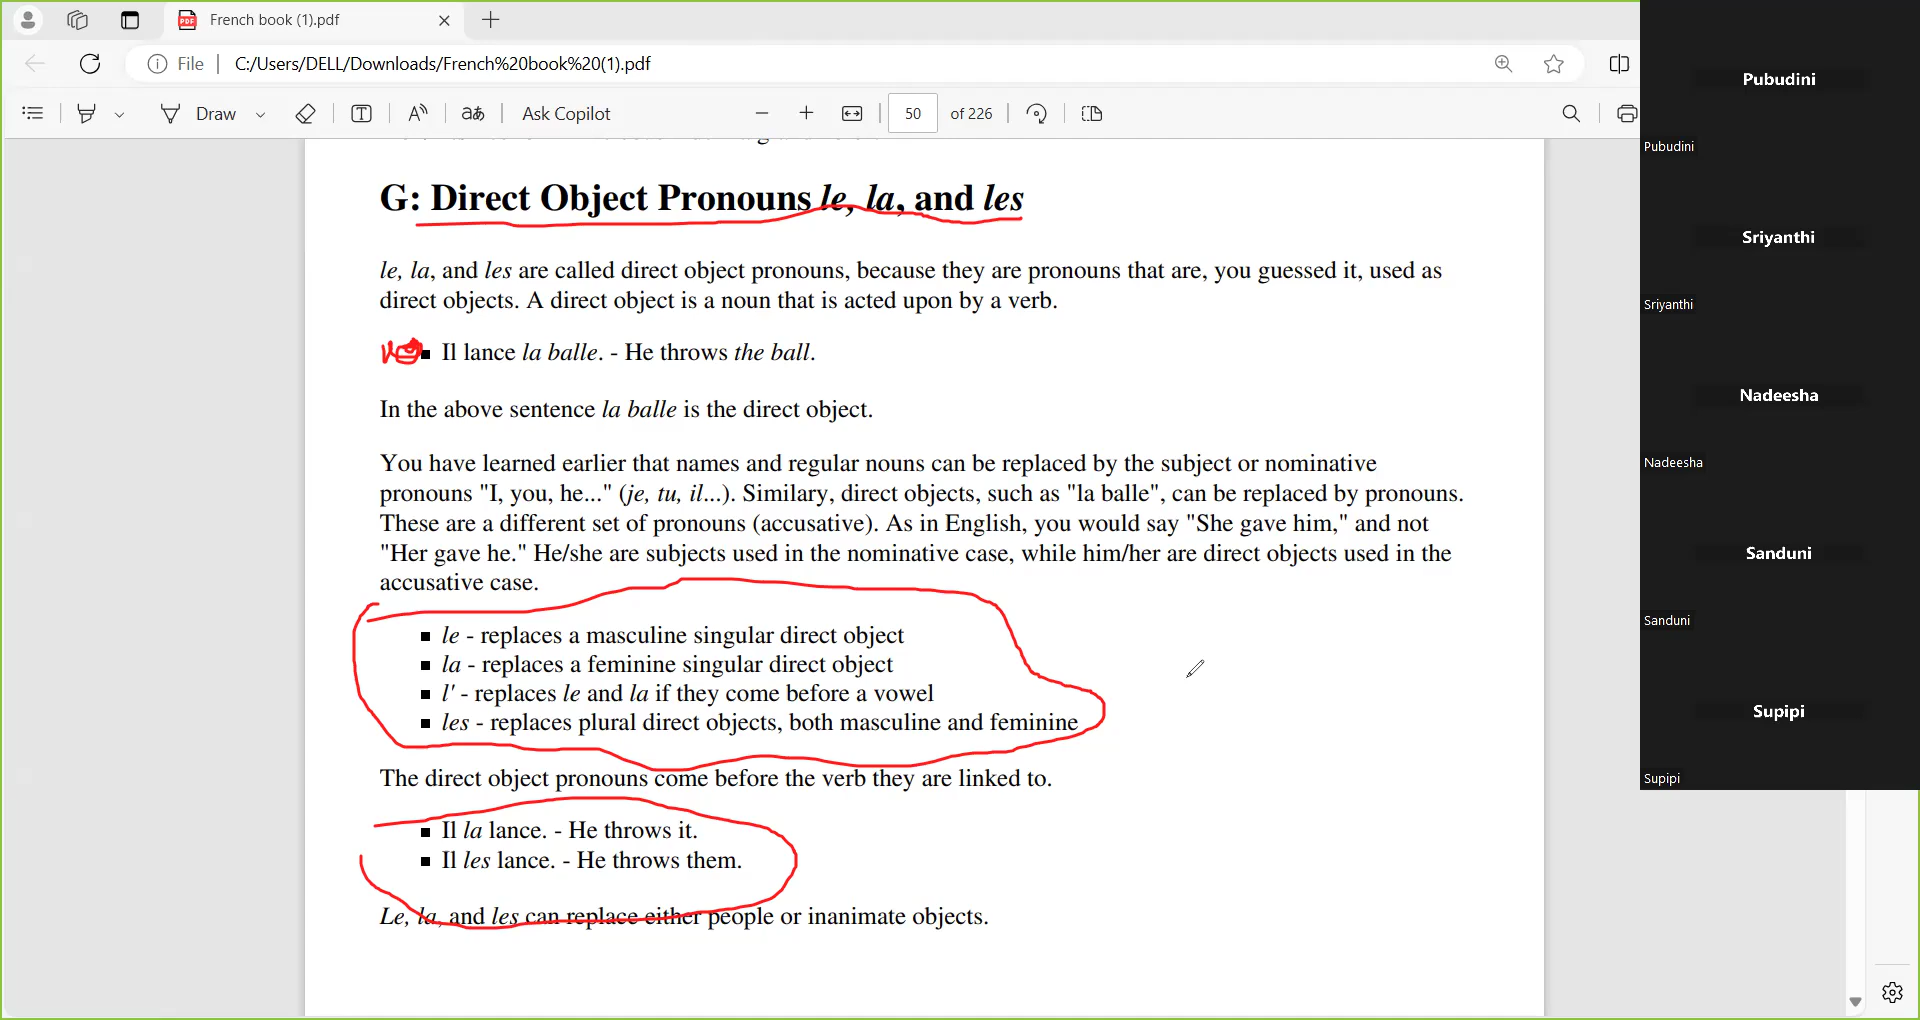 French book (1).pdf
File | C:/Users/DELL/Downloads/French%20book%20(1).pdf
Draw
Ask Copilot
50 of 226
G: Direct Object Pronouns le, la, and les
le, la, and les are called direct object pronouns, because they are pronouns that are, you guessed it, used as
direct objects. A direct object is a noun that is acted upon by a verb.
Il lance la balle. - He throws the ball.
In the above sentence la balle is the direct object.
You have learned earlier that names and regular nouns can be replaced by the subject or nominative
pronouns "I, you, he..." (je, tu, il...). Similary, direct objects, such as "la balle", can be replaced by pronouns.
These are a different set of pronouns (accusative). As in English, you would say "She gave him," and not
"Her gave he." He/she are subjects used in the nominative case, while him/her are direct objects used in the
accusative case.
le - replaces a masculine singular direct object
la - replaces a feminine singular direct object
l' - replaces le and la if they come before a vowel
les - replaces plural direct objects, both masculine and feminine
The direct object pronouns come before the verb they are linked to.
Il la lance. - He throws it.
Il les lance. - He throws them.
Le, la, and les can replace either people or inanimate objects.
Pubudini
Pubudini
Sriyanthi
Sriyanthi
Nadeesha
Nadeesha
Sanduni
Sanduni
Supipi
Supipi